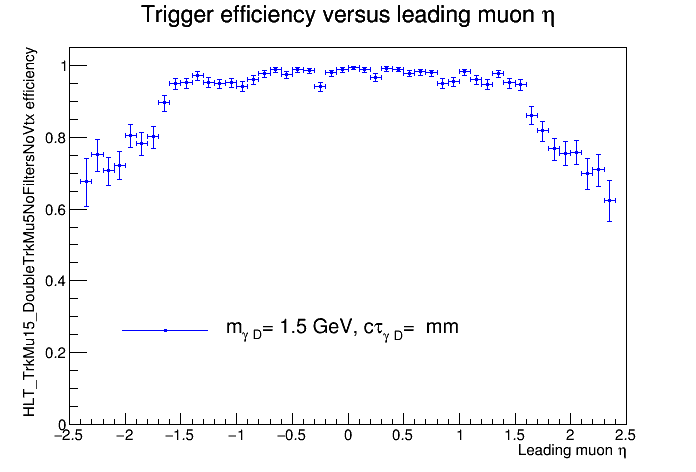 Trigger efficiency versus leading muon η
HLT_TrkMu15_DoubleTrkMu5NoFiltersNoVtx efficiency
1
0.8
0.6
0.4
0.2
0
m_γ D= 1.5 GeV, cτ_γ D=  mm
−2.5 −2 −1.5 −1 −0.5 0 0.5 1 1.5 2 2.5
Leading muon η